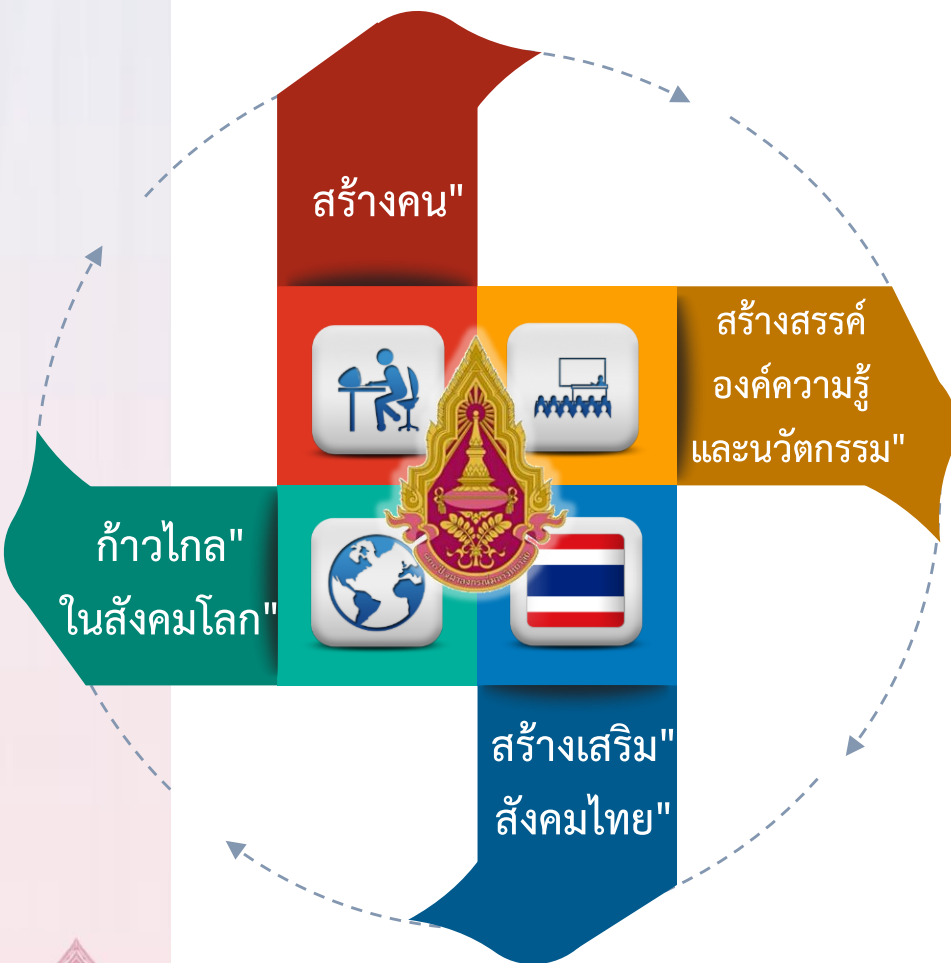 สร้างคน"
สร้างสรรค์
องค์ความรู้
และนวัตกรรม"
ก้าวไกล"
ในสังคมโลก"
สร้างเสริม"
สังคมไทย"